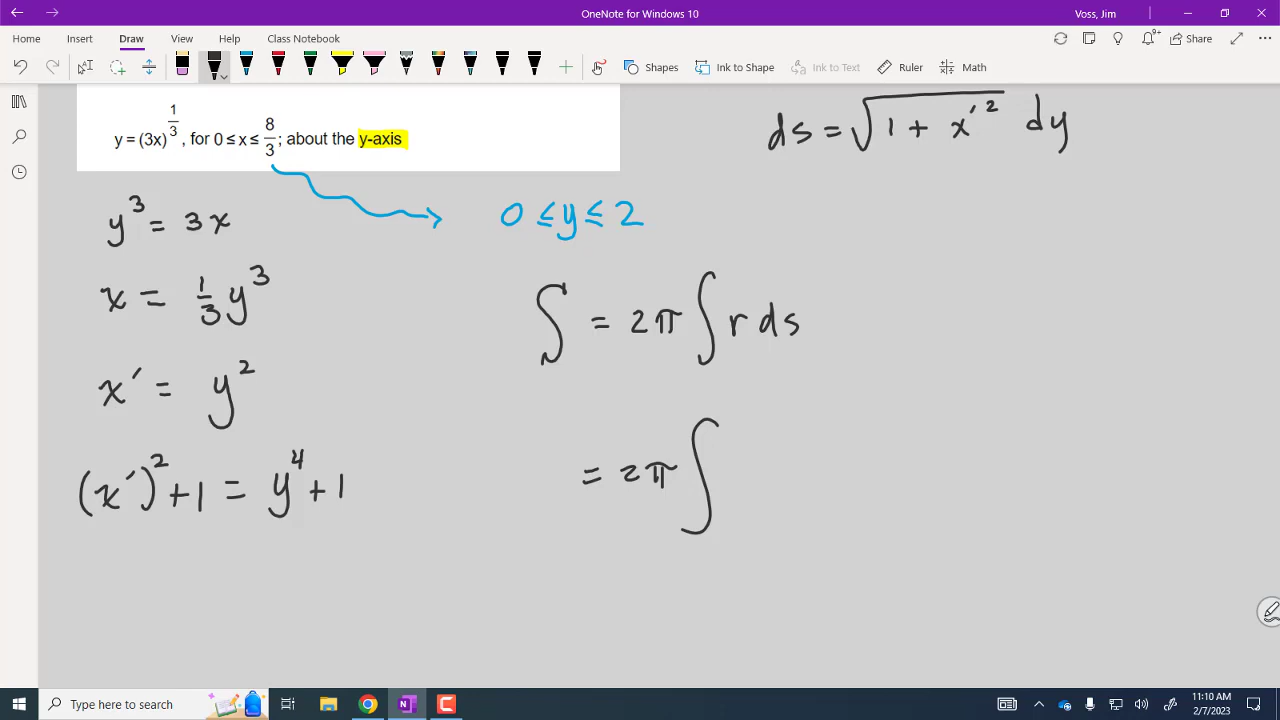 OneNote for Windows 10
Voss, Jim
Home Insert Draw View Help Class Notebook
Share
Shapes Ink to Shape Ink to Text Ruler Math
y = (3x)^{1/3}, for 0 ≤ x ≤ 8/3; about the y-axis
ds = √(1 + x'²) dy
y³ = 3x
0 ≤ y ≤ 2
x = 1/3 y³
S = 2π ∫ r ds
x' = y²
(x')² + 1 = y⁴ + 1
= 2π ∫
Type here to search
11:10 AM
2/7/2023